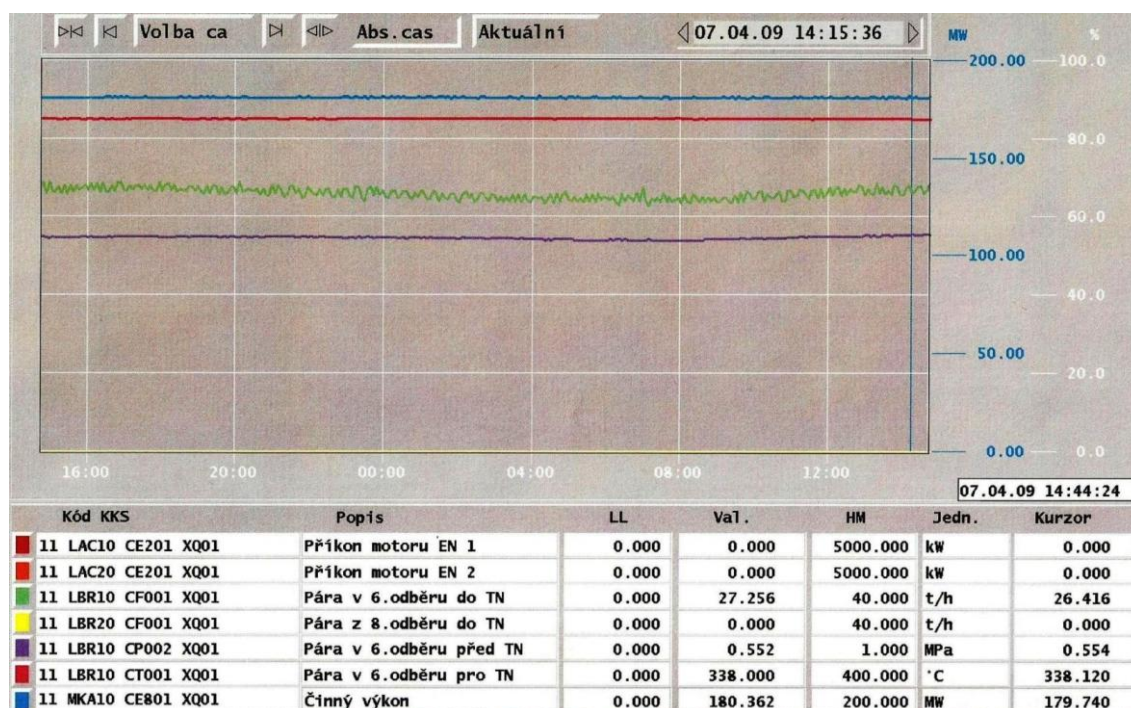 Volba ca Abs.cas Aktuální 07.04.09 14:15:36 MW %
200.00 100.0
80.0
150.00
60.0
100.00
40.0
50.00
20.0
0.00 0.0
16:00 20:00 00:00 04:00 08:00 12:00
07.04.09 14:44:24
Kód KKS Popis LL Val. HM Jedn. Kurzor
11 LAC10 CE201 XQ01 Příkon motoru EN 1 0.000 0.000 5000.000 kW 0.000
11 LAC20 CE201 XQ01 Příkon motoru EN 2 0.000 0.000 5000.000 kW 0.000
11 LBR10 CF001 XQ01 Pára v 6.odběru do TN 0.000 27.256 40.000 t/h 26.416
11 LBR20 CF001 XQ01 Pára z 8.odběru do TN 0.000 0.000 40.000 t/h 0.000
11 LBR10 CP002 XQ01 Pára v 6.odběru před TN 0.000 0.552 1.000 MPa 0.554
11 LBR10 CT001 XQ01 Pára v 6.odběru pro TN 0.000 338.000 400.000 °C 338.120
11 MKA10 CE801 XQ01 Činný výkon 0.000 180.362 200.000 MW 179.740